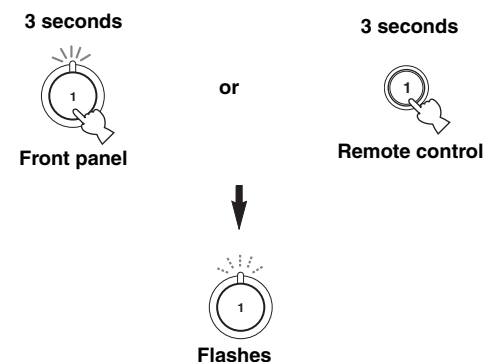 3 seconds
3 seconds
1
or
1
Front panel
Remote control
1
Flashes